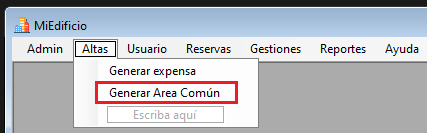 MiEdificio
Admin Altas Usuario Reservas Gestiones Reportes Ayuda
Generar expensa
Generar Area Común
Escriba aquí